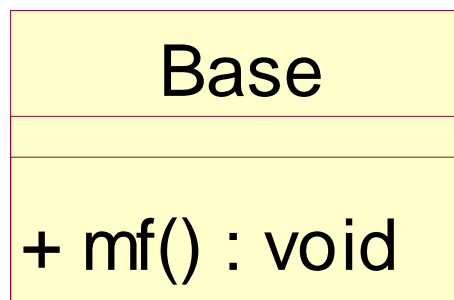 Base
+ mf() : void